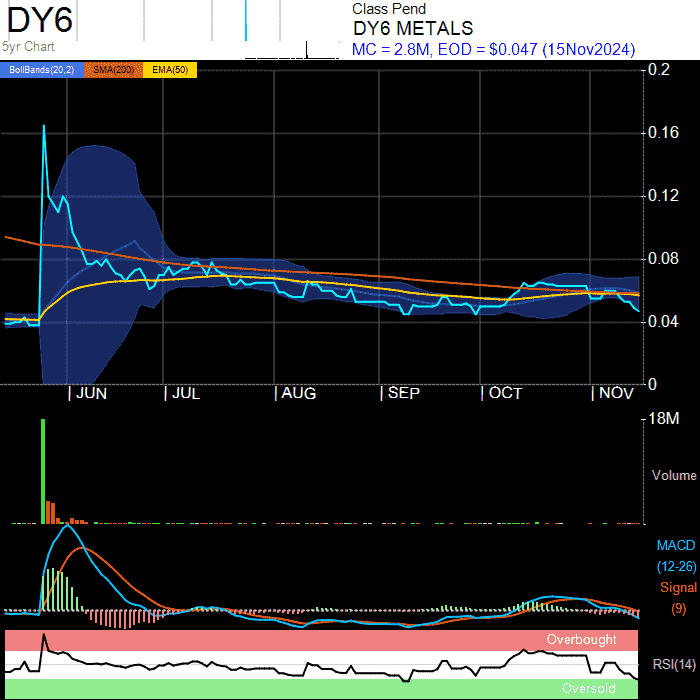 DY6
Class Pend
DY6 METALS
5yr Chart
MC = 2.8M, EOD = $0.047 (15Nov2024)
BollBands(20,2) SMA(200) EMA(50)
0.2
0.16
0.12
0.08
0.04
0
| JUN | JUL | AUG | SEP | OCT | NOV
18M
Volume
MACD
(12-26)
Signal
(9)
Overbought
RSI(14)
Oversold